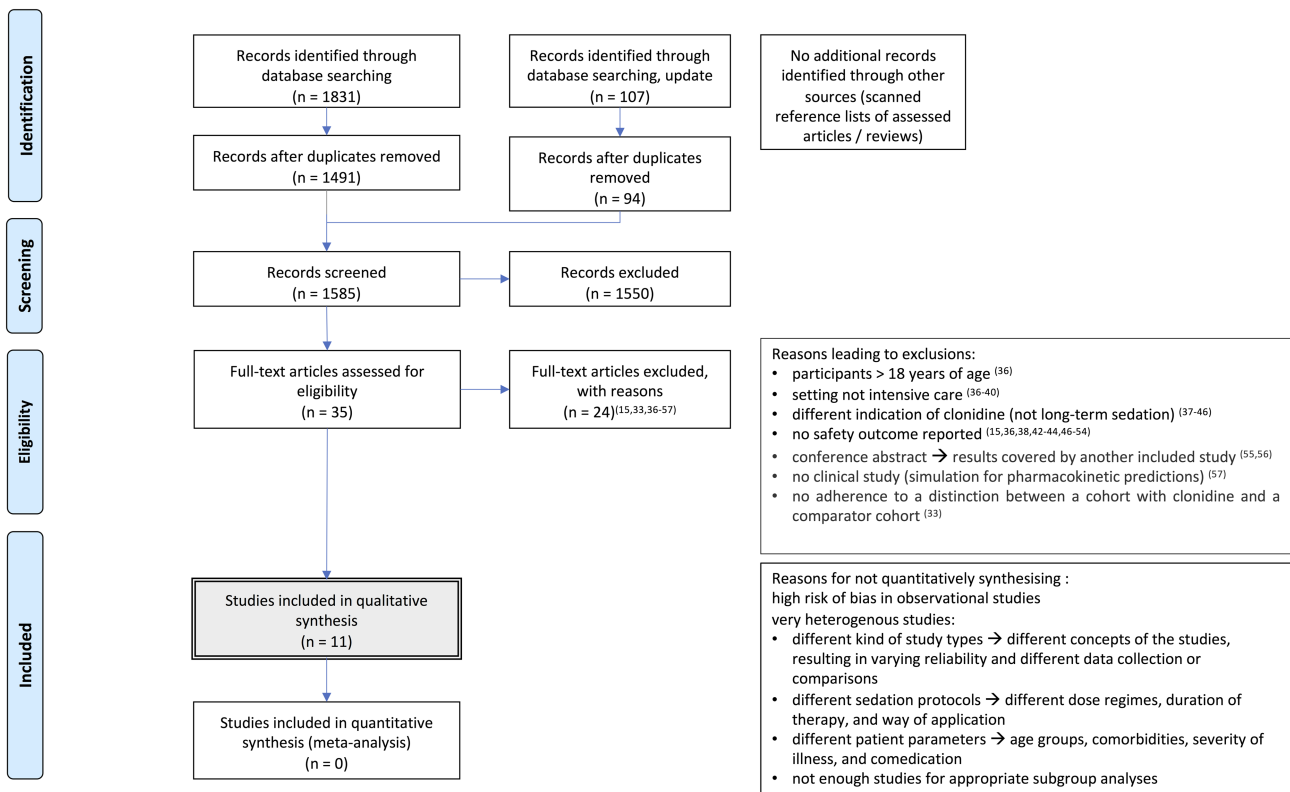 Identification
Records identified through
database searching
(n = 1831)
Records identified through
database searching, update
(n = 107)
No additional records
identified through other
sources (scanned
reference lists of assessed
articles / reviews)
Records after duplicates removed
(n = 1491)
Records after duplicates
removed
(n = 94)
Screening
Records screened
(n = 1585)
Records excluded
(n = 1550)
Eligibility
Full-text articles assessed for
eligibility
(n = 35)
Full-text articles excluded,
with reasons
(n = 24)(15,33,36-57)
Reasons leading to exclusions:
• participants > 18 years of age (36)
• setting not intensive care (36-40)
• different indication of clonidine (not long-term sedation) (37-46)
• no safety outcome reported (15,36,38,42-44,46-54)
• conference abstract → results covered by another included study (55,56)
• no clinical study (simulation for pharmacokinetic predictions) (57)
• no adherence to a distinction between a cohort with clonidine and a
comparator cohort (33)
Included
Studies included in qualitative
synthesis
(n = 11)
Studies included in quantitative
synthesis (meta-analysis)
(n = 0)
Reasons for not quantitatively synthesising :
high risk of bias in observational studies
very heterogenous studies:
• different kind of study types → different concepts of the studies,
resulting in varying reliability and different data collection or
comparisons
• different sedation protocols → different dose regimes, duration of
therapy, and way of application
• different patient parameters → age groups, comorbidities, severity of
illness, and comedication
• not enough studies for appropriate subgroup analyses